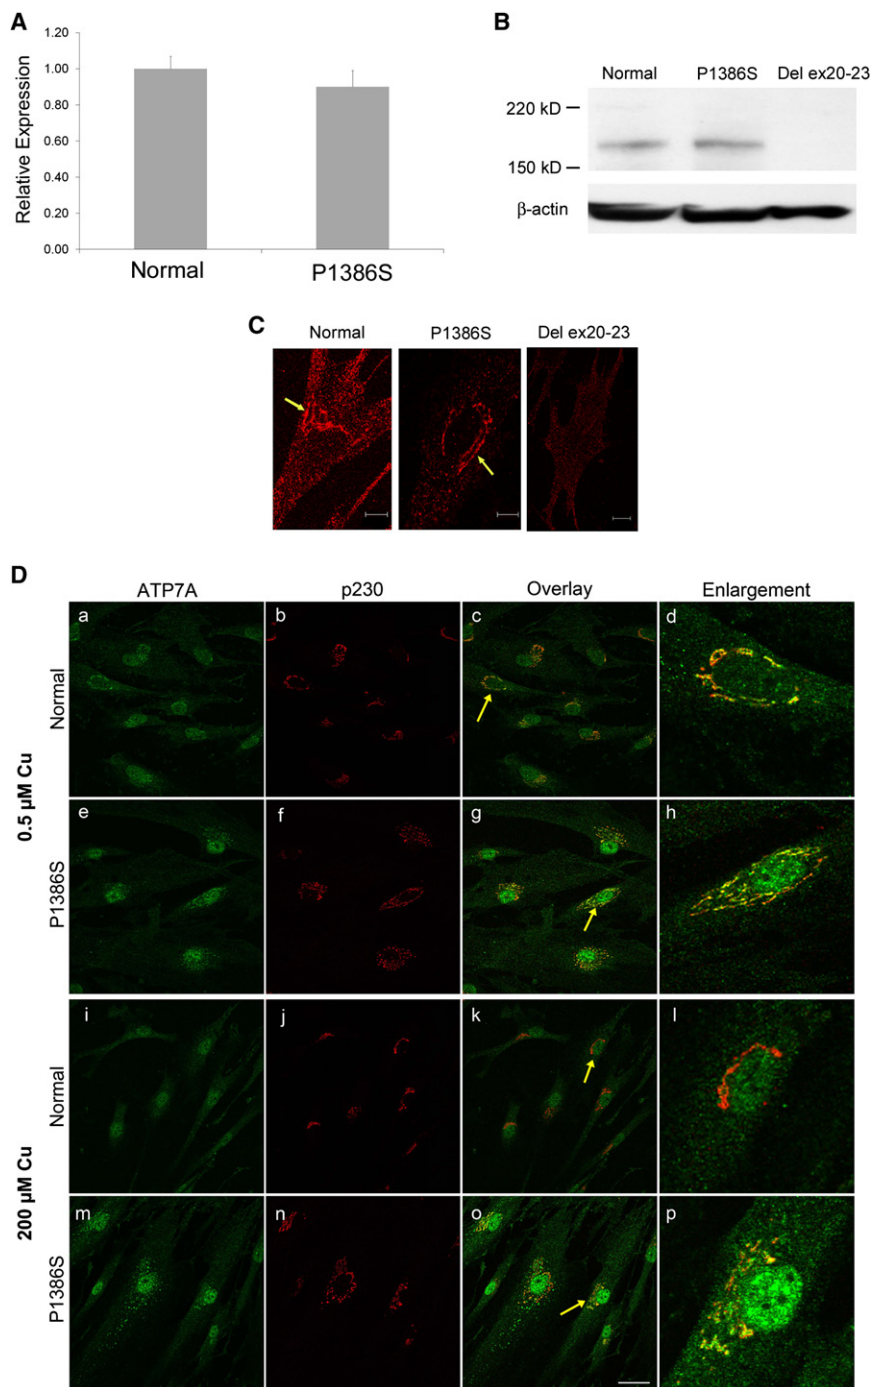 A
1.20
1.00
0.80
0.60
0.40
0.20
0.00
Relative Expression
Normal
P1386S
B
Normal P1386S Del ex20-23
220 kD
150 kD
β-actin
C
Normal P1386S Del ex20-23
D
ATP7A p230 Overlay Enlargement
0.5 µM Cu
Normal
a b c d
P1386S
e f g h
200 µM Cu
Normal
i j k l
P1386S
m n o p